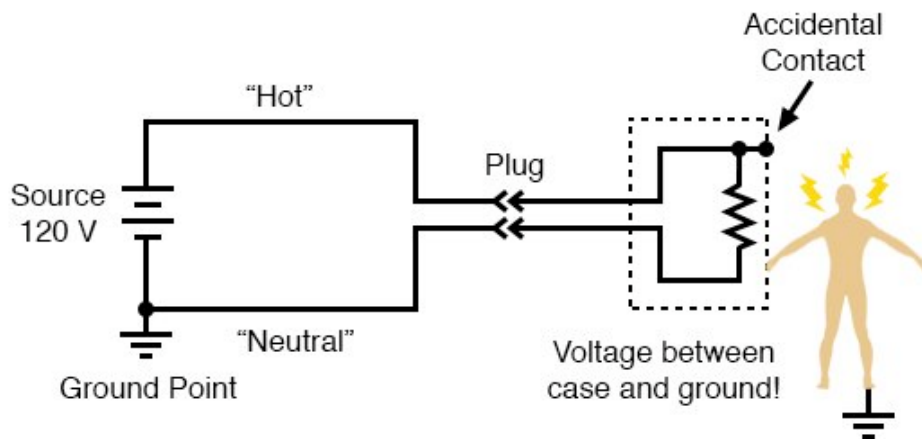 Accidental
Contact
“Hot”
Plug
Source
120 V
“Neutral”
Ground Point
Voltage between
case and ground!